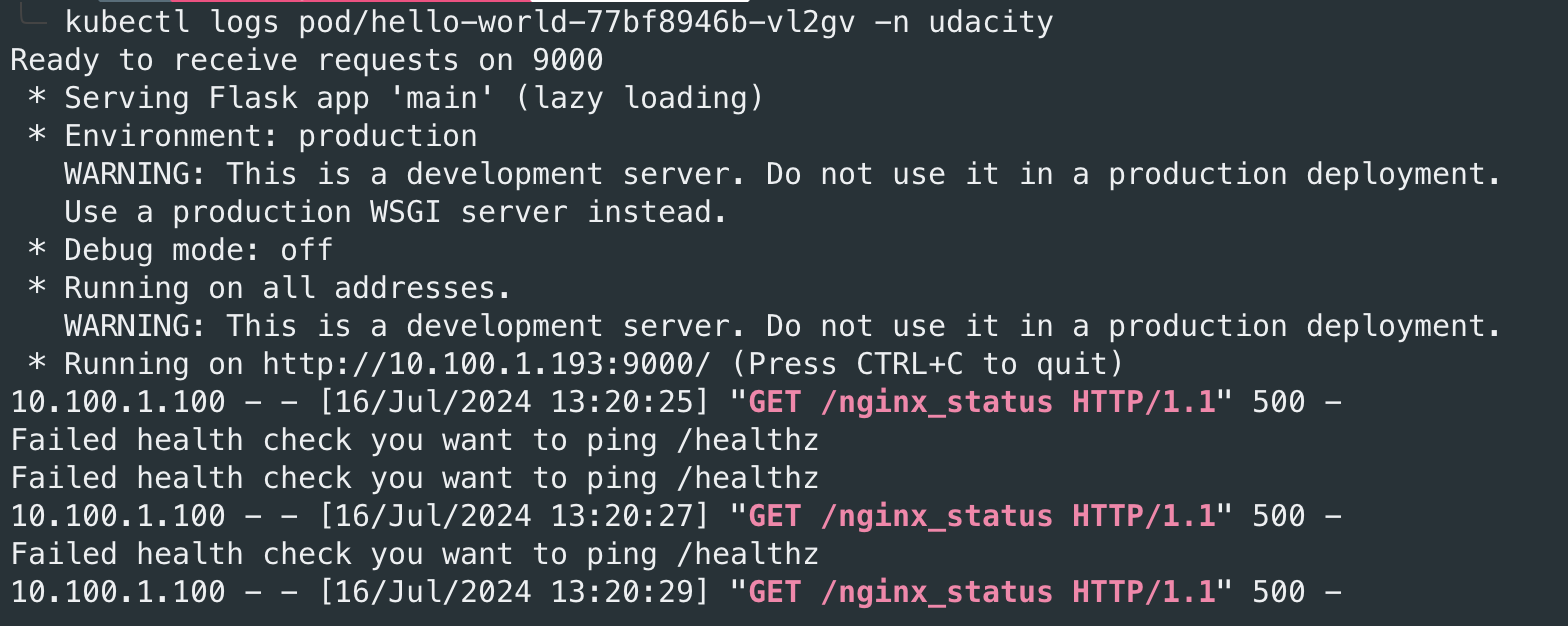 kubectl logs pod/hello-world-77bf8946b-vl2gv -n udacity
Ready to receive requests on 9000
 * Serving Flask app 'main' (lazy loading)
 * Environment: production
   WARNING: This is a development server. Do not use it in a production deployment.
   Use a production WSGI server instead.
 * Debug mode: off
 * Running on all addresses.
   WARNING: This is a development server. Do not use it in a production deployment.
 * Running on http://10.100.1.193:9000/ (Press CTRL+C to quit)
10.100.1.100 - - [16/Jul/2024 13:20:25] "GET /nginx_status HTTP/1.1" 500 -
Failed health check you want to ping /healthz
Failed health check you want to ping /healthz
10.100.1.100 - - [16/Jul/2024 13:20:27] "GET /nginx_status HTTP/1.1" 500 -
Failed health check you want to ping /healthz
10.100.1.100 - - [16/Jul/2024 13:20:29] "GET /nginx_status HTTP/1.1" 500 -